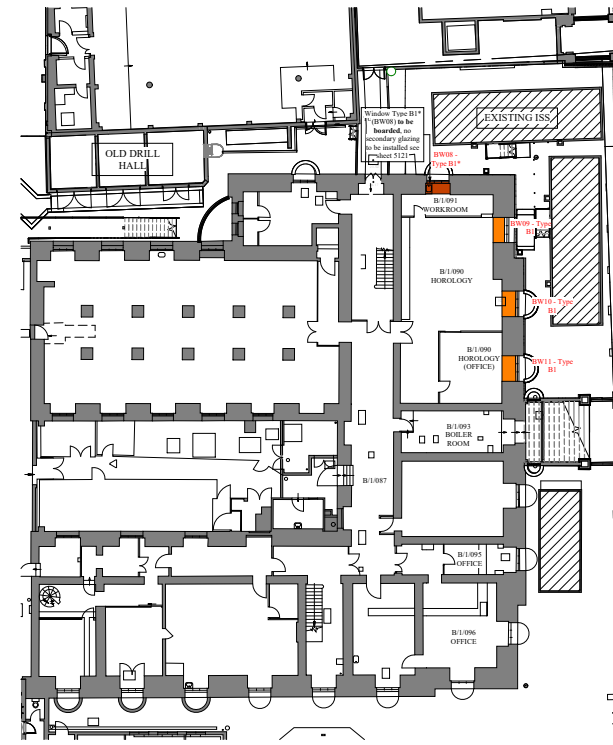 Window Type B1*
(BW08) to be
boarded, no
secondary glazing
to be installed see
sheet 5121
EXISTING ISS
OLD DRILL
HALL
BW08 -
Type B1*
B/1/091
WORKROOM
BW09 - Type
B1
B/1/090
HOROLOGY
BW10 - Type
B1
B/1/090
HOROLOGY
(OFFICE)
BW11 - Type
B1
B/1/093
BOILER
ROOM
B/1/087
B/1/095
OFFICE
B/1/096
OFFICE